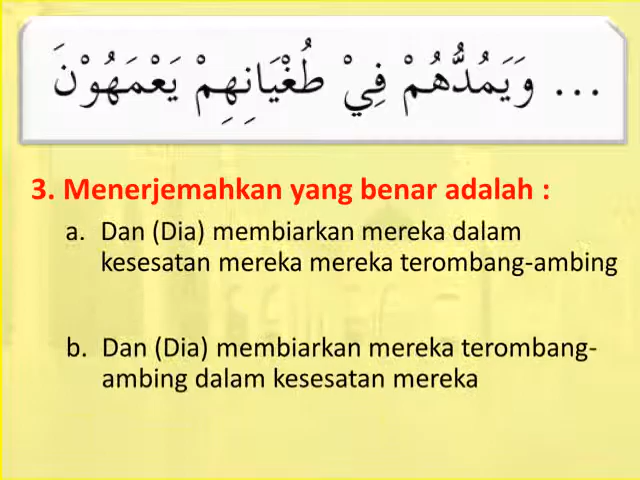 ... وَيَمُدُّهُمْ فِيْ طُغْيَانِهِمْ يَعْمَهُوْنَ
3. Menerjemahkan yang benar adalah :
a. Dan (Dia) membiarkan mereka dalam
kesesatan mereka mereka terombang-ambing
b. Dan (Dia) membiarkan mereka terombang-
ambing dalam kesesatan mereka